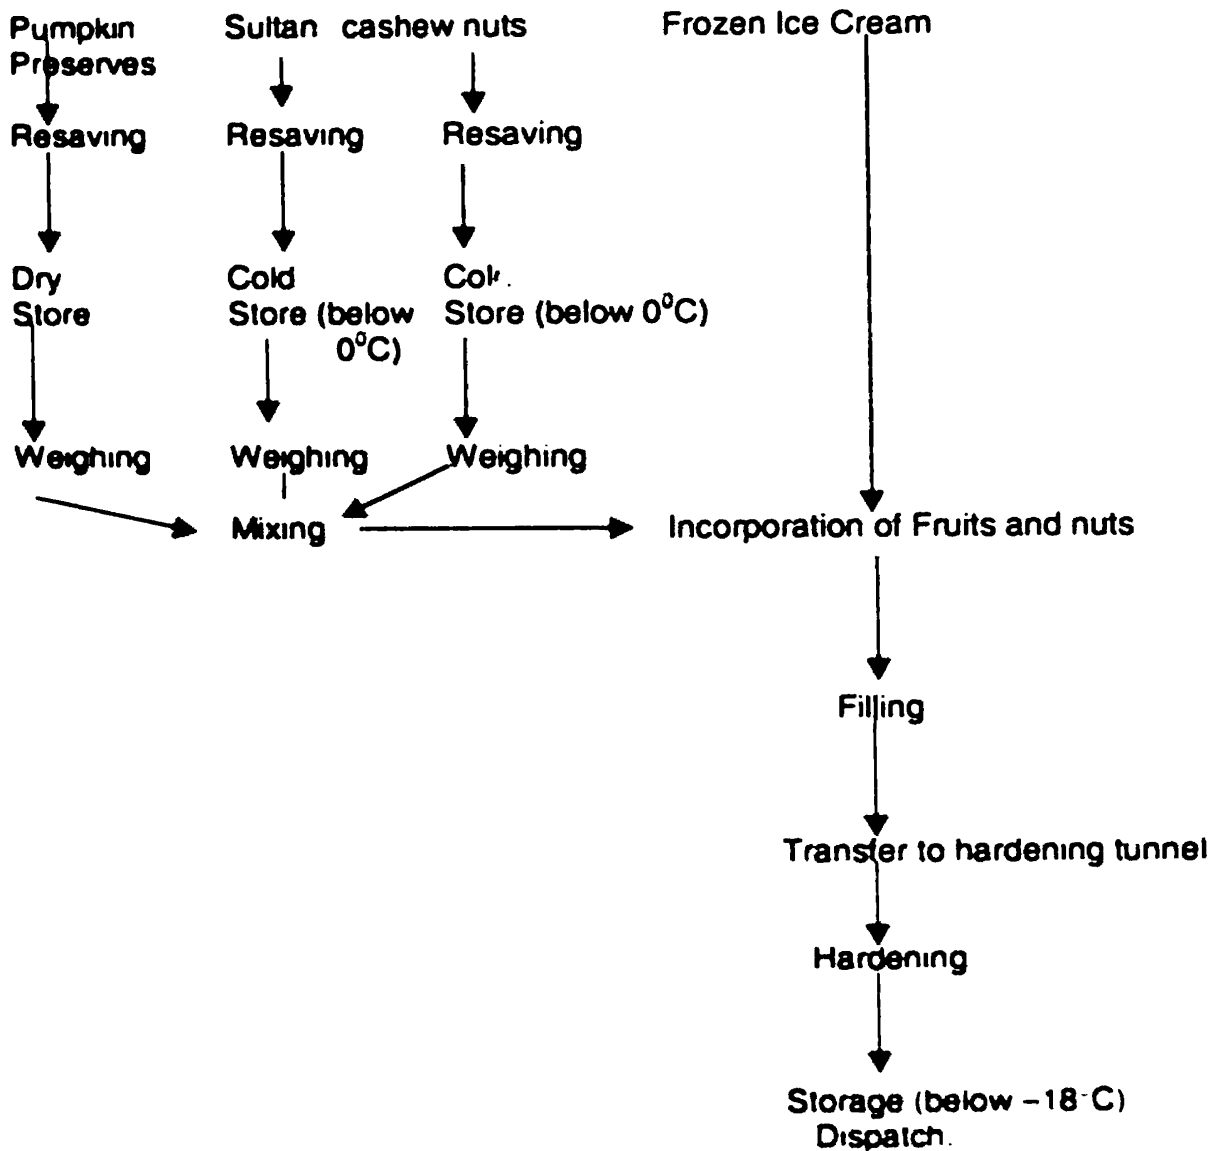 Pumpkin Sultan cashew nuts Frozen Ice Cream
Preserves
Resaving Resaving Resaving
Dry Cold
Store Store (below Store (below 0⁰C)
0⁰C)
Weighing Weighing Weighing
Mixing Incorporation of Fruits and nuts
Filling
Transfer to hardening tunnel
Hardening
Storage (below –18 C)
Dispatch.